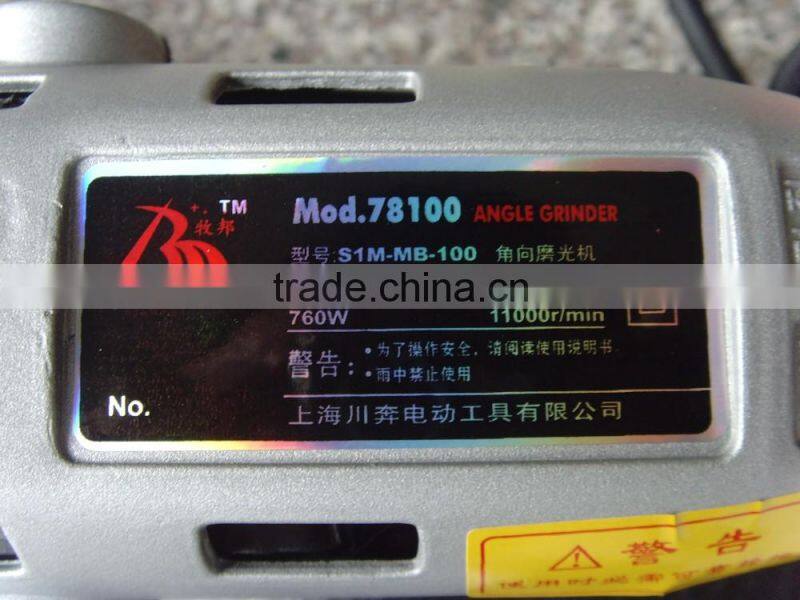 TM
牧邦
Mod.78100 ANGLE GRINDER
型号:S1M-MB-100 角向磨光机
trade.china.cn
760W 11000r/min
警告: •为了操作安全，请阅读使用说明书
•雨中禁止使用
No.
上海川奔电动工具有限公司
警告